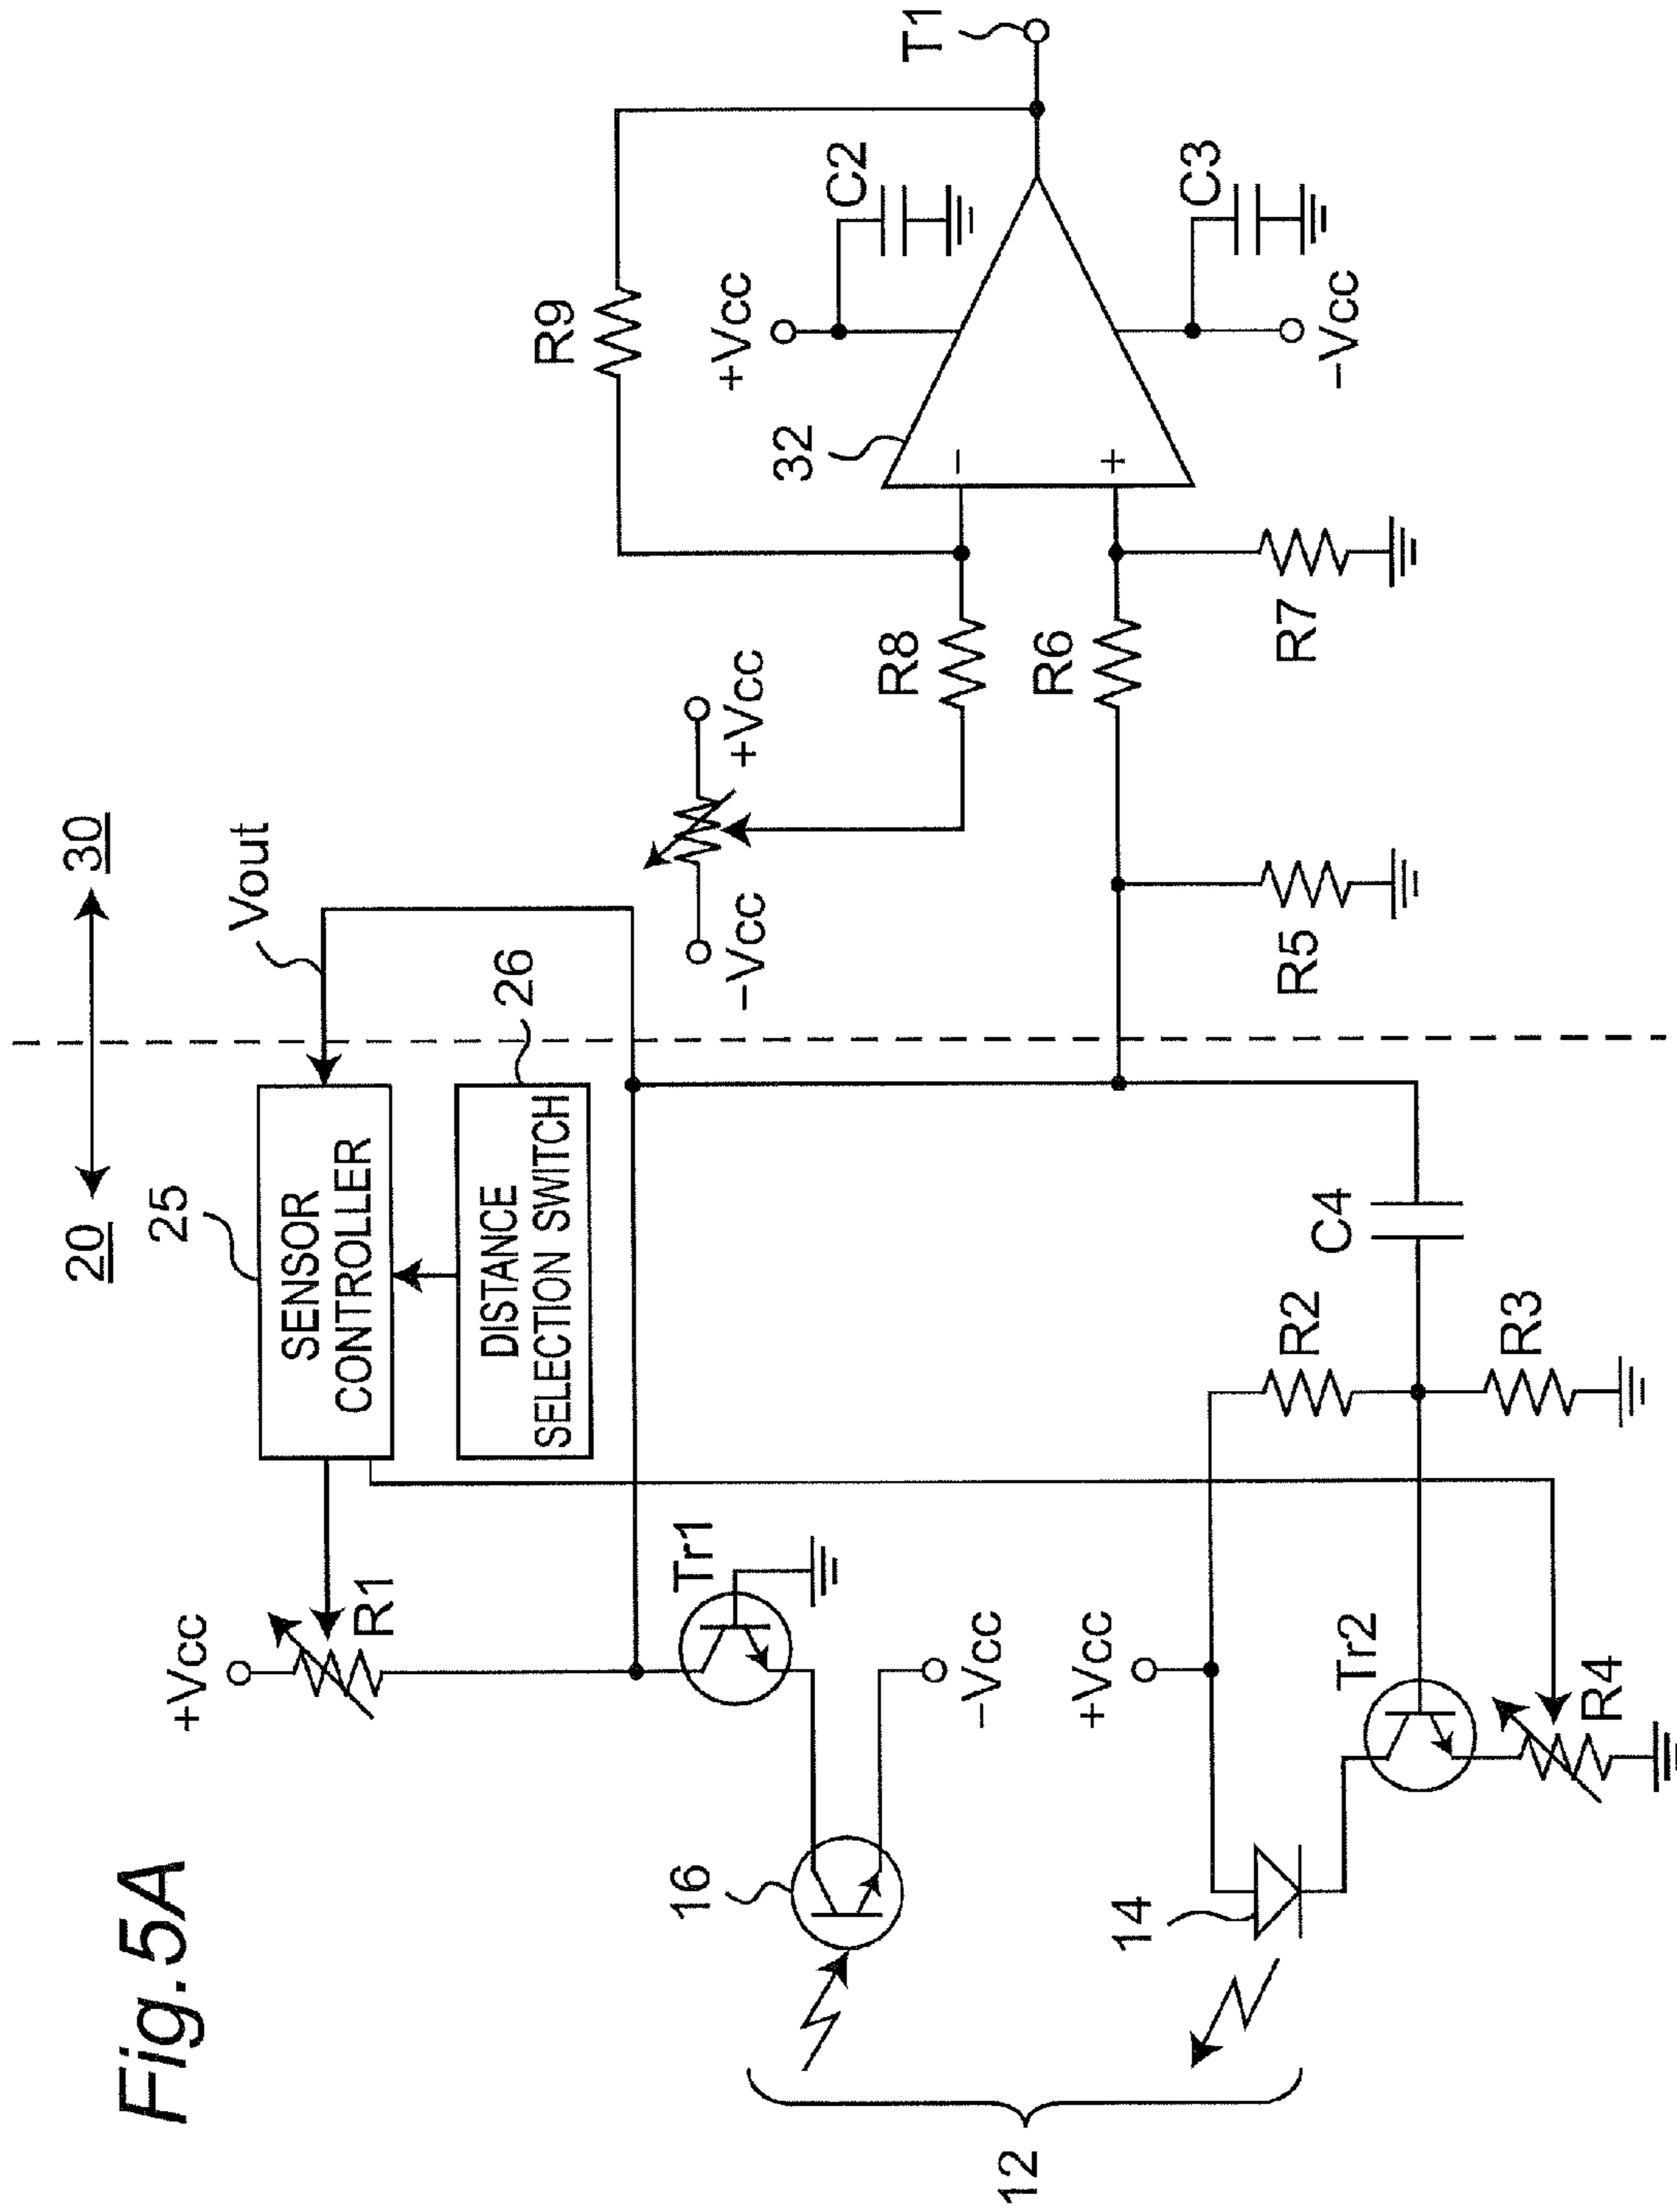 Fig.5A
20
30
25
Vout
SENSOR
CONTROLLER
26
DISTANCE
SELECTION SWITCH
+Vcc
R1
Tr1
16
−Vcc
+Vcc
14
Tr2
R4
12
R2
R3
C4
−Vcc
+Vcc
R5
R8
R6
R7
R9
32
−
+
+Vcc
C2
−Vcc
C3
T1